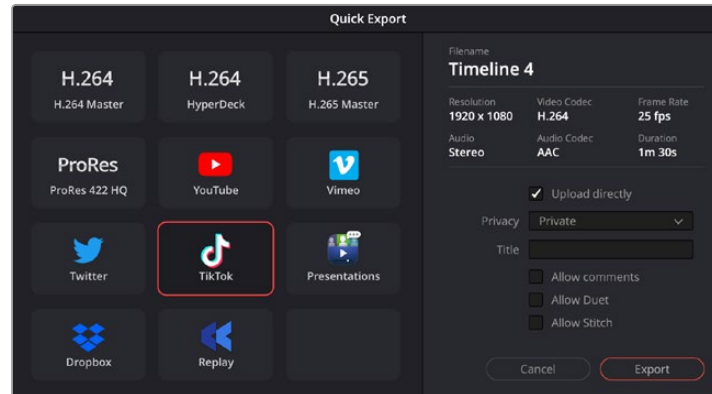 Quick Export
H.264
H.264 Master
H.264
HyperDeck
H.265
H.265 Master
ProRes
ProRes 422 HQ
YouTube
Vimeo
Twitter
TikTok
Presentations
Dropbox
Replay
Filename
Timeline 4
Resolution Video Codec Frame Rate
1920 x 1080 H.264 25 fps
Audio Audio Codec Duration
Stereo AAC 1m 30s
Upload directly
Privacy Private
Title
Allow comments
Allow Duet
Allow Stitch
Cancel Export